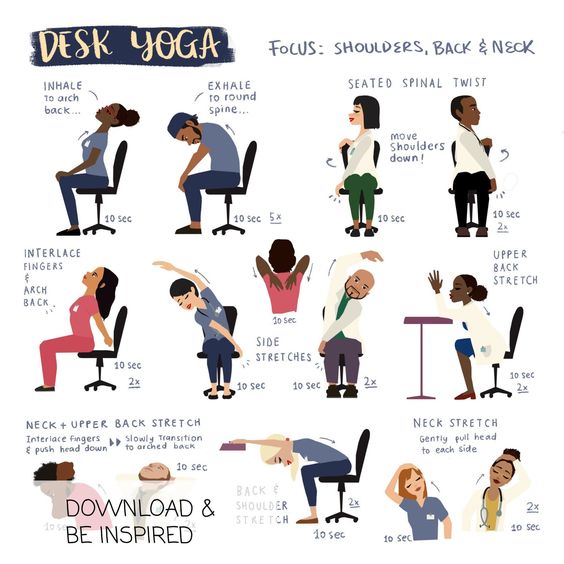 DESK YOGA
FOCUS: SHOULDERS, BACK & NECK
INHALE
to arch
back...
10 sec
EXHALE
to round
spine...
10 sec
5x
SEATED SPINAL TWIST
move
shoulders
down!
10 sec
10 sec
2x
INTERLACE
FINGERS
& ARCH
BACK...
10 sec
2x
10 sec
SIDE
STRETCHES
10 sec
10 sec
2x
UPPER
BACK
STRETCH
10 sec
2x
NECK + UPPER BACK STRETCH
Interlace fingers
& push head down
Slowly Transition
to arched back
10 sec
2x
DOWNLOAD &
BE INSPIRED
BACK &
SHOULDER
STRETCH
10 sec
2x
NECK STRETCH
Gently pull head
to each side
10 sec
10 sec
2x